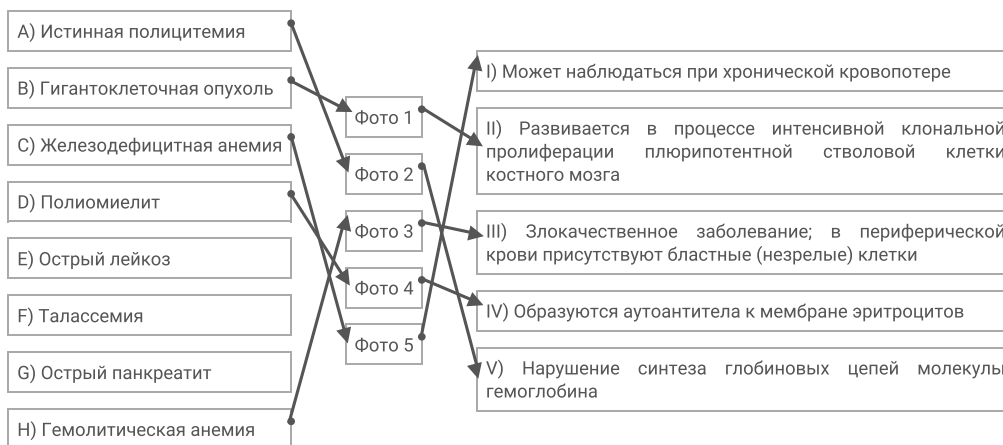 А) Истинная полицитемия
B) Гигантоклеточная опухоль
C) Железодефицитная анемия
D) Полиомиелит
E) Острый лейкоз
F) Талассемия
G) Острый панкреатит
H) Гемолитическая анемия
Фото 1
Фото 2
Фото 3
Фото 4
Фото 5
I) Может наблюдаться при хронической кровопотере
II) Развивается в процессе интенсивной клональной
пролиферации плюрипотентной стволовой клетки
костного мозга
III) Злокачественное заболевание; в периферической
крови присутствуют бластные (незрелые) клетки
IV) Образуются аутоантитела к мембране эритроцитов
V) Нарушение синтеза глобиновых цепей молекулы
гемоглобина